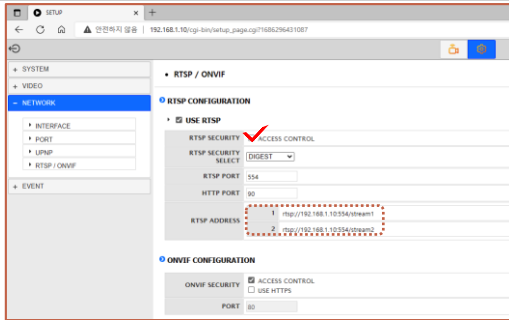 SETUP
안전하지 않음 | 192.168.1.10/cgi-bin/setup_page.cgi?1686296431087
+ SYSTEM
+ VIDEO
− NETWORK
INTERFACE
PORT
UPNP
RTSP / ONVIF
+ EVENT
• RTSP / ONVIF
RTSP CONFIGURATION
USE RTSP
RTSP SECURITY ACCESS CONTROL
RTSP SECURITY SELECT DIGEST
RTSP PORT 554
HTTP PORT 90
RTSP ADDRESS
1 rtsp://192.168.1.10:554/stream1
2 rtsp://192.168.1.10:554/stream2
ONVIF CONFIGURATION
ONVIF SECURITY ACCESS CONTROL
USE HTTPS
PORT 80